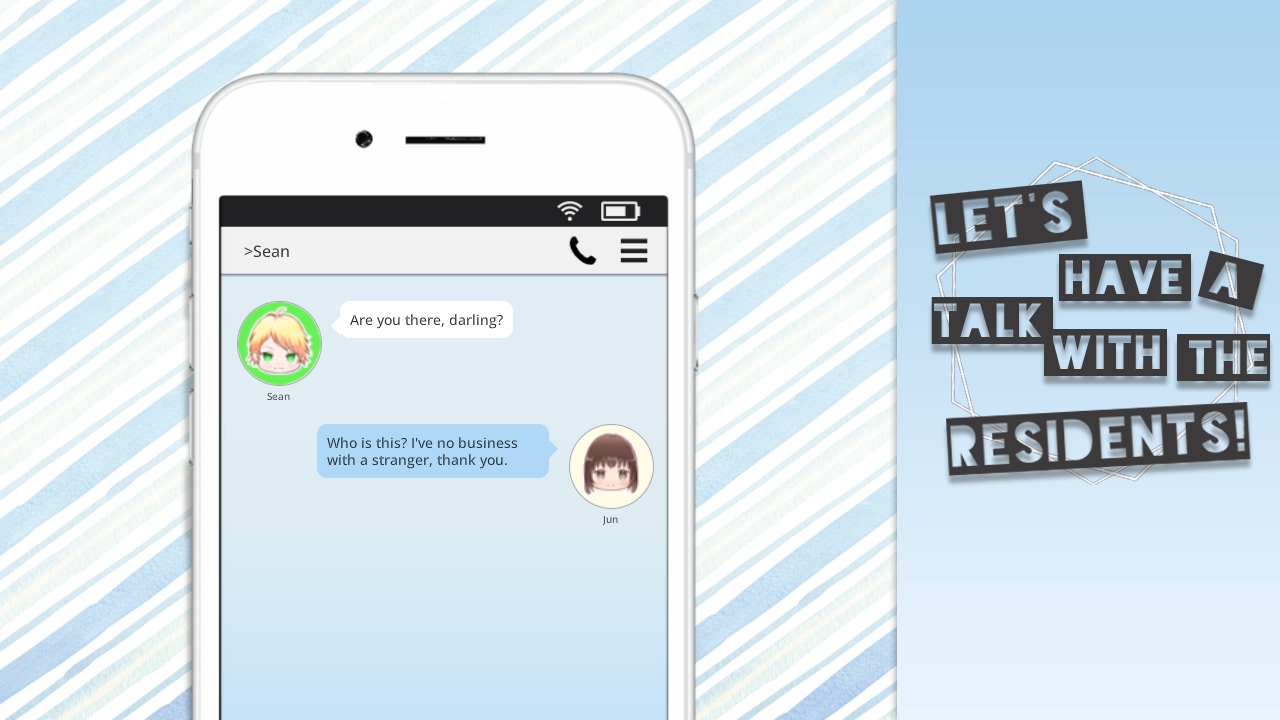 >Sean
Are you there, darling?
Sean
Who is this? I've no business
with a stranger, thank you.
Jun
LET'S
HAVE A
TALK
WITH THE
RESIDENTS!